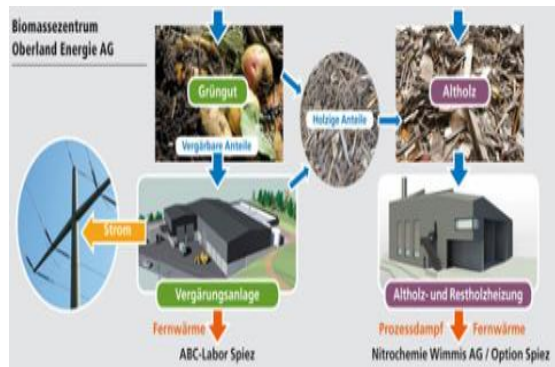 Biomassezentrum
Oberland Energie AG
Grüngut
Altholz
Holzige Anteile
Vergärbare Anteile
Strom
Vergärungsanlage
Altholz- und Restholzheizung
Fernwärme
Prozessdampf
Fernwärme
ABC-Labor Spiez
Nitrochemie Wimmis AG / Option Spiez